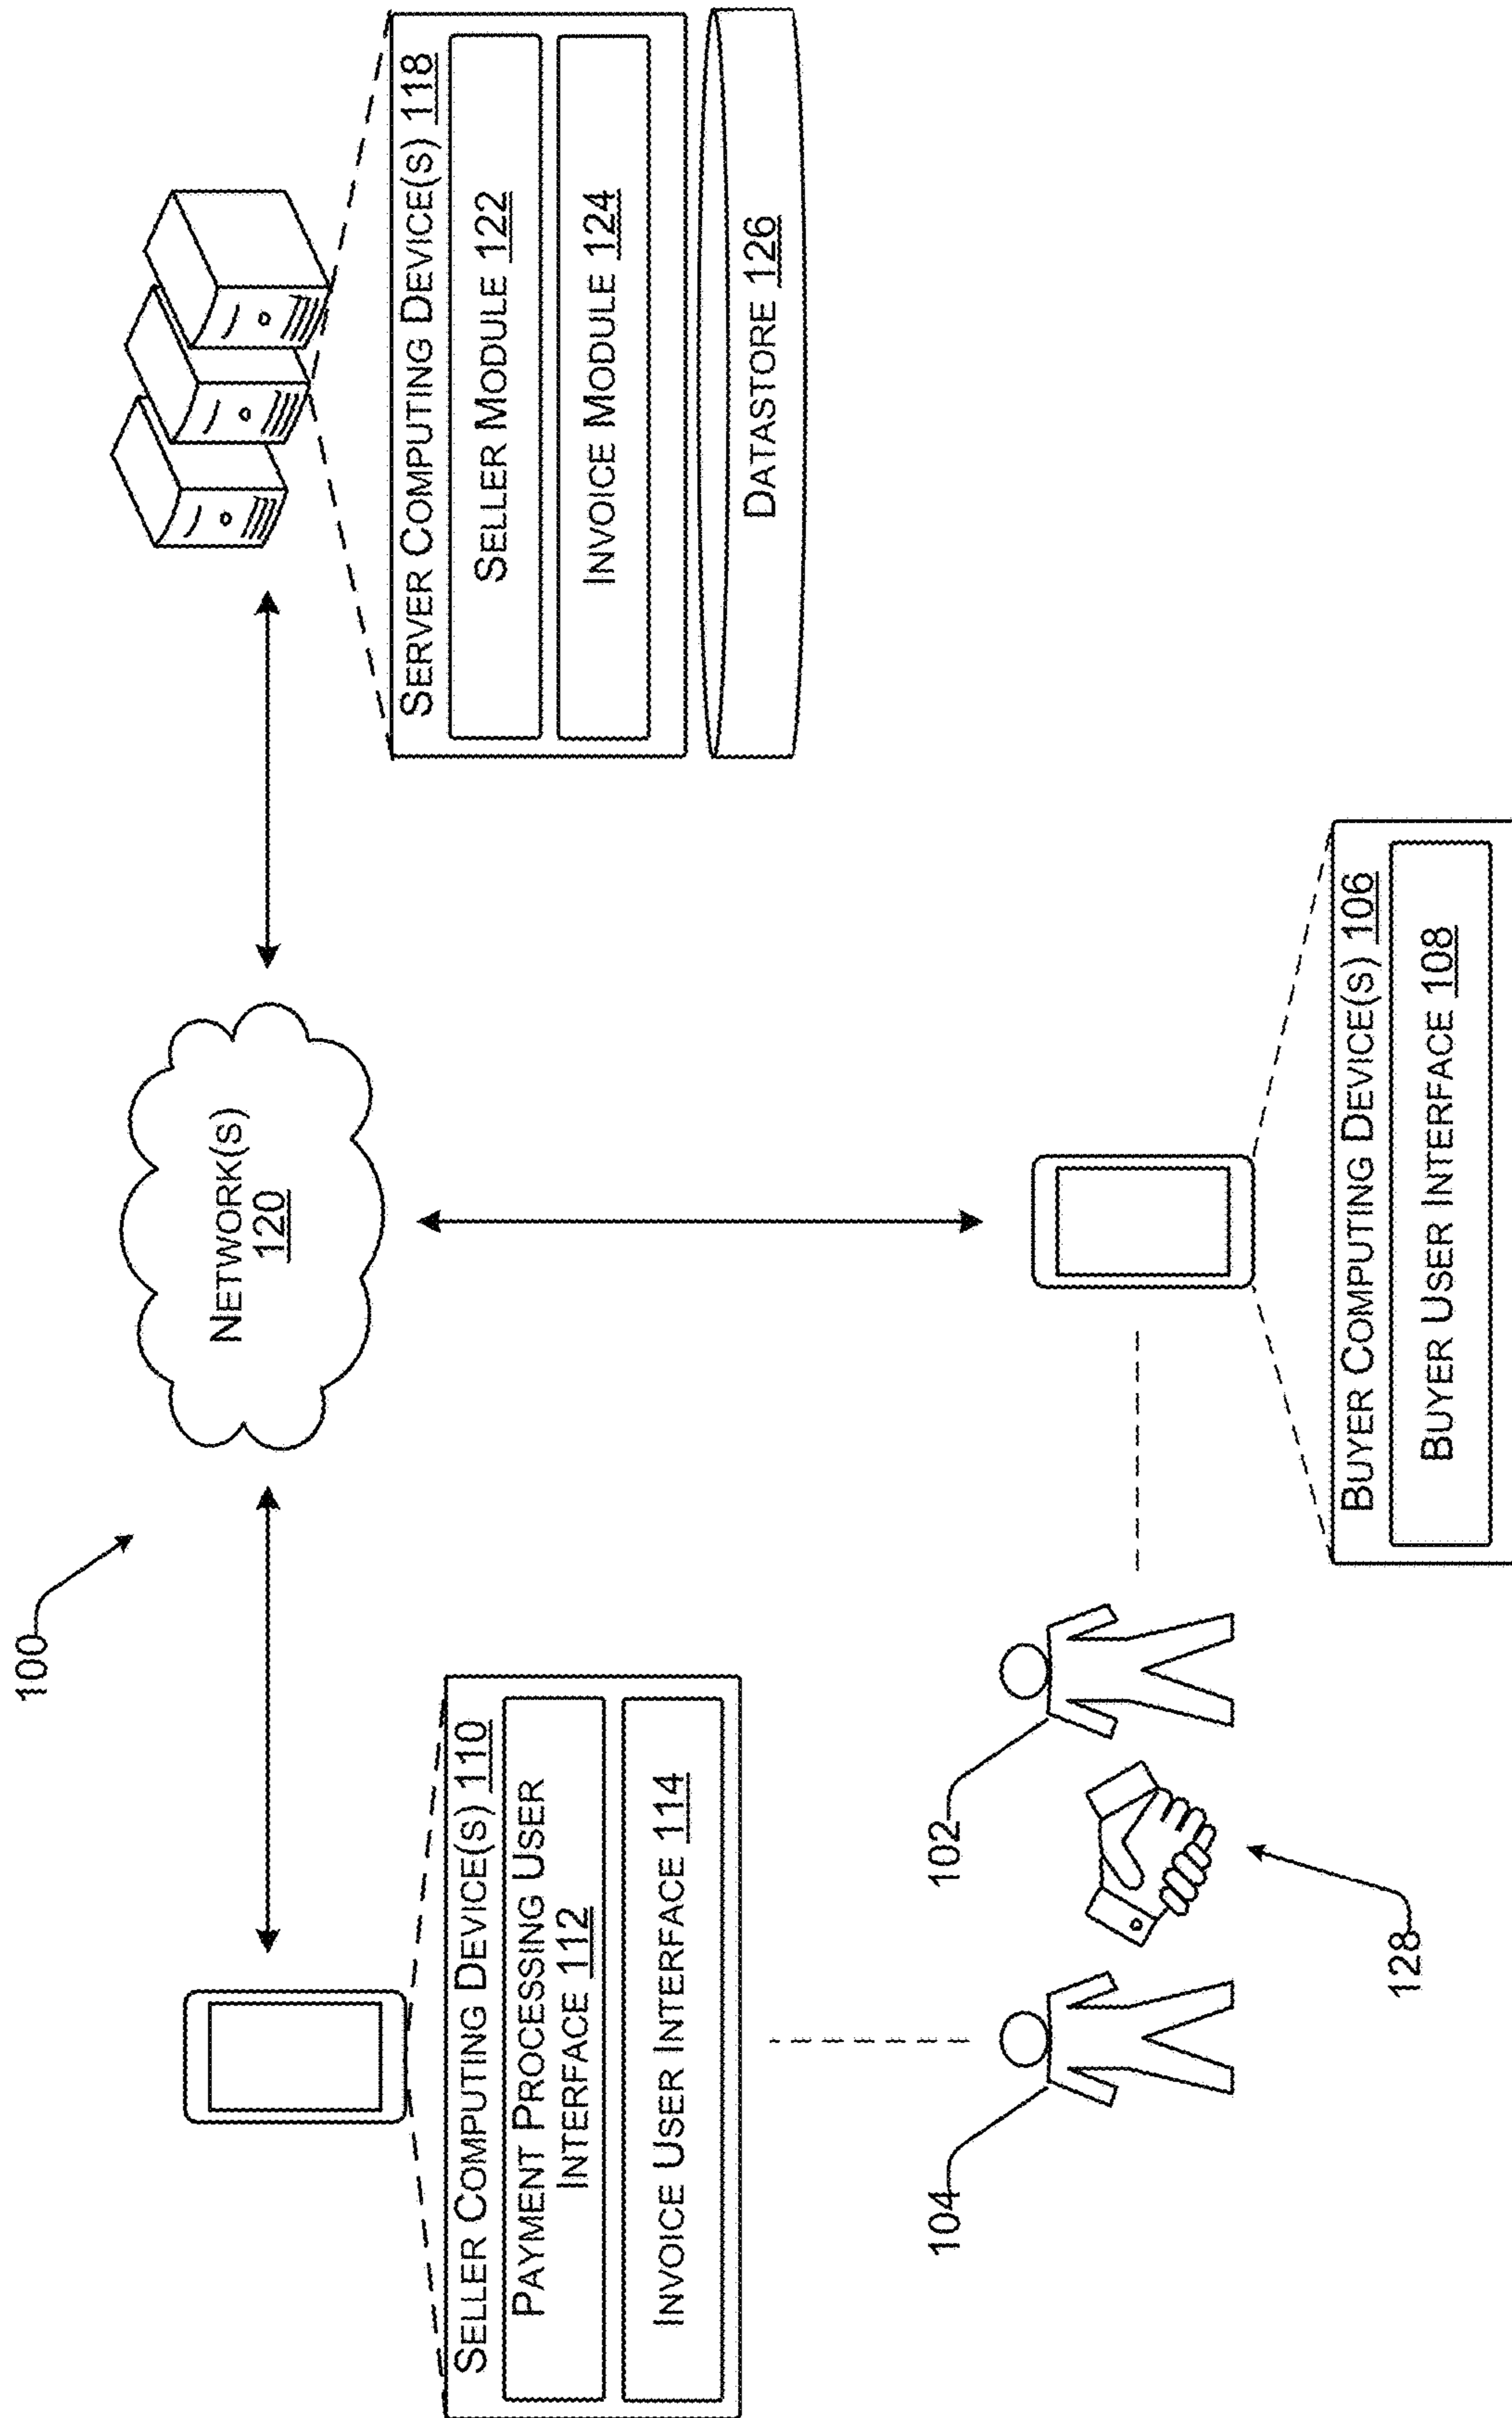 100
NETWORK(S)
120
SELLER COMPUTING DEVICE(S) 110
PAYMENT PROCESSING USER
INTERFACE 112
INVOICE USER INTERFACE 114
SERVER COMPUTING DEVICE(S) 118
SELLER MODULE 122
INVOICE MODULE 124
DATASTORE 126
104
102
128
BUYER COMPUTING DEVICE(S) 106
BUYER USER INTERFACE 108